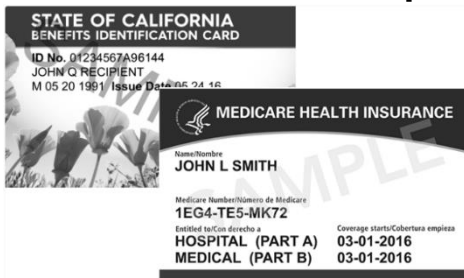 STATE OF CALIFORNIA
BENEFITS IDENTIFICATION CARD
ID No. 01234567A96144
JOHN Q RECIPIENT
M 05 20 1991 Issue Date 05 24 16
SAMPLE
MEDICARE HEALTH INSURANCE
Name/Nombre
JOHN L SMITH
Medicare Number/Número de Medicare
1EG4-TE5-MK72
Entitled to/Con derecho a Coverage starts/Cobertura empieza
HOSPITAL (PART A) 03-01-2016
MEDICAL (PART B) 03-01-2016
SAMPLE